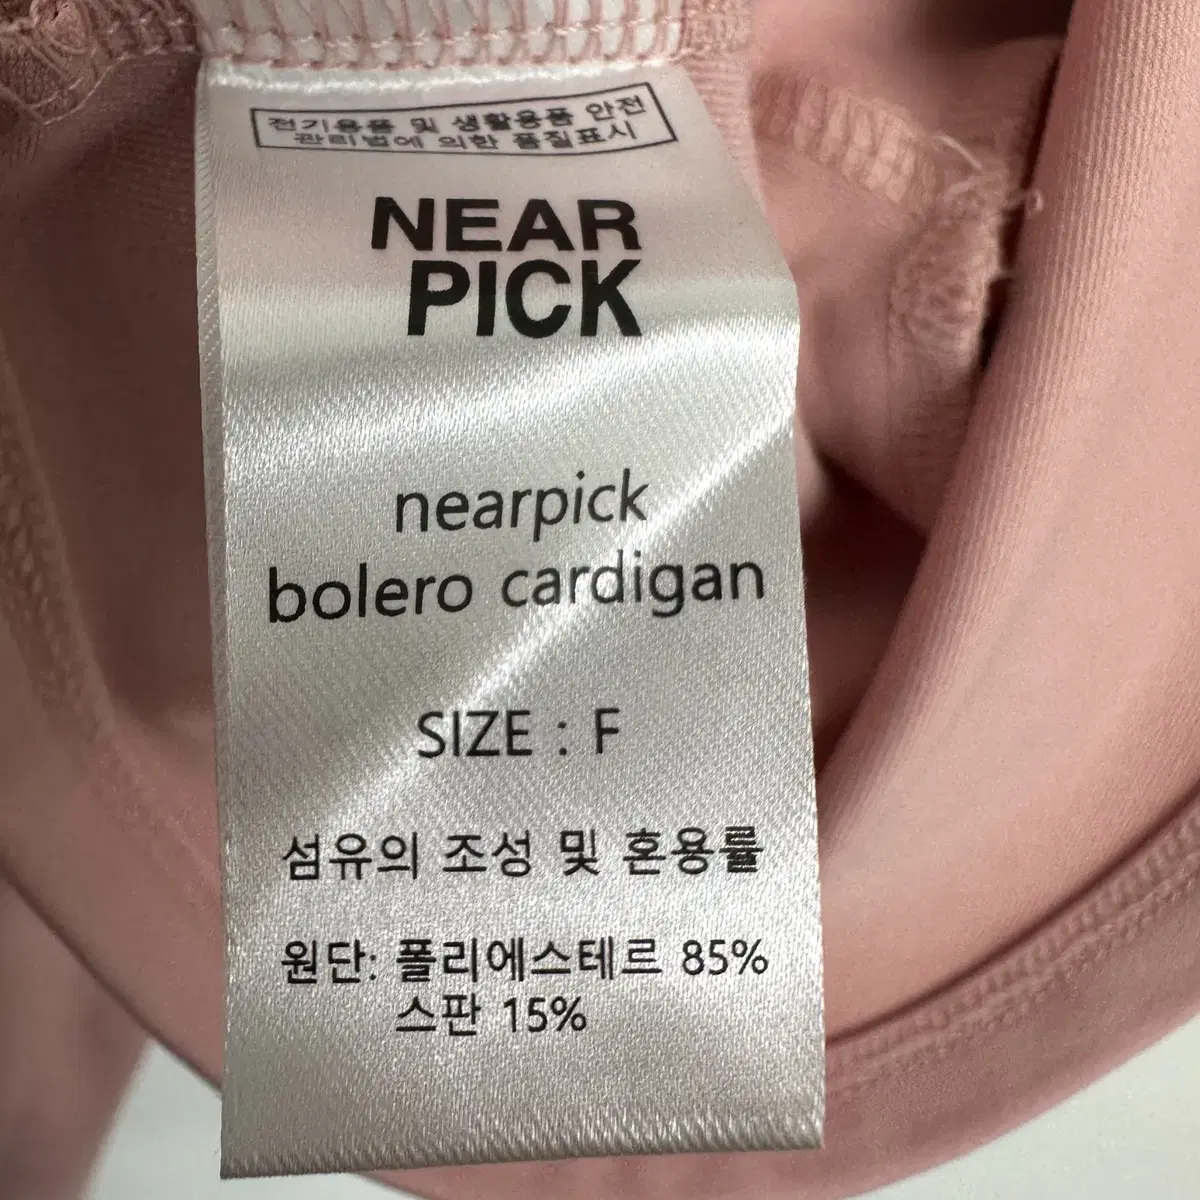 전기용품 및 생활용품 안전
관리법에 의한 품질표시
NEAR
PICK
nearpick
bolero cardigan
SIZE : F
섬유의 조성 및 혼용률
원단: 폴리에스테르 85%
스판 15%